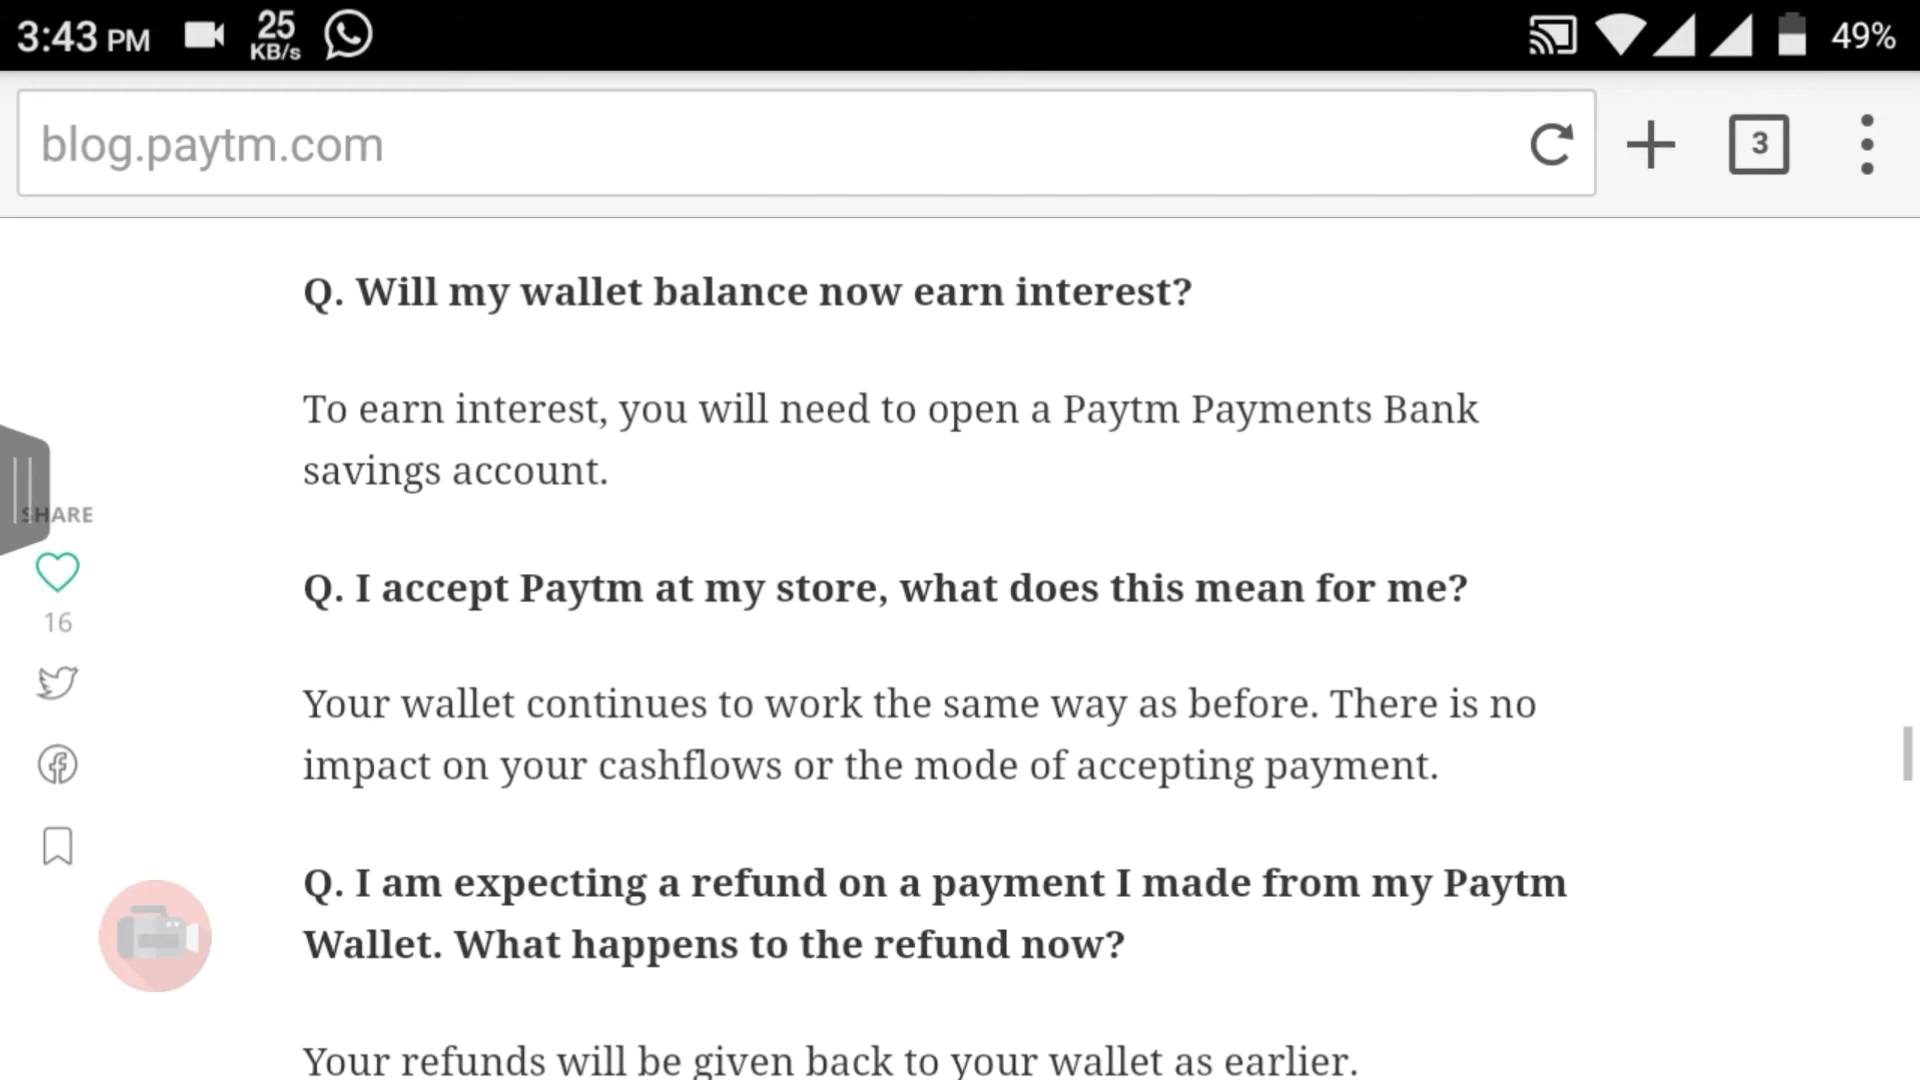 3:43 PM 25 KB/s 49%
blog.paytm.com 3
Q. Will my wallet balance now earn interest?
To earn interest, you will need to open a Paytm Payments Bank
savings account.
SHARE
Q. I accept Paytm at my store, what does this mean for me?
16
Your wallet continues to work the same way as before. There is no
impact on your cashflows or the mode of accepting payment.
Q. I am expecting a refund on a payment I made from my Paytm
Wallet. What happens to the refund now?
Your refunds will be given back to your wallet as earlier.